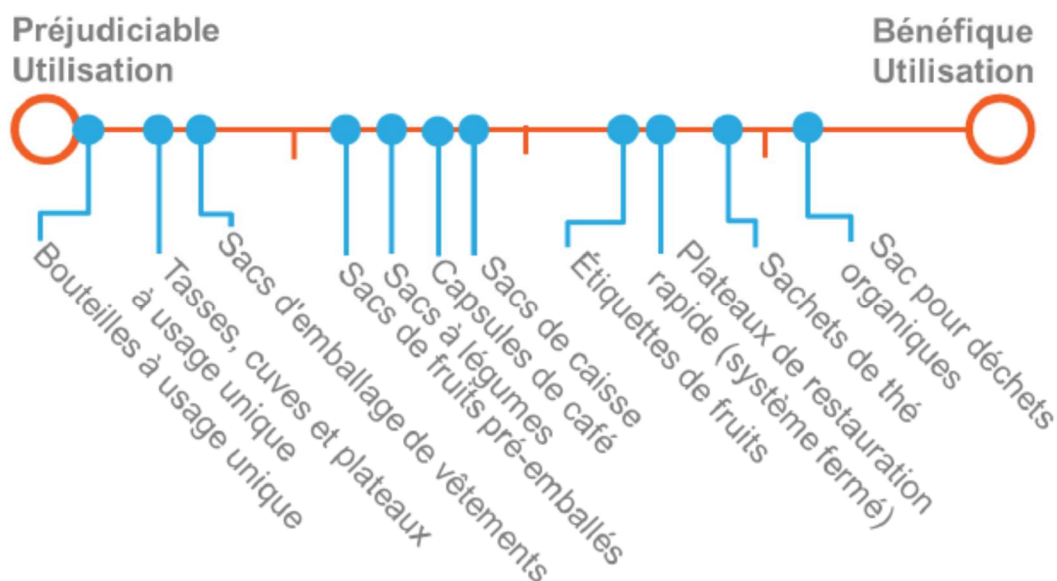 Préjudiciable
Utilisation
Bénéfique
Utilisation
Bouteilles à usage unique
Tasses, cuves et plateaux
à usage unique
Sacs d'emballage de vêtements
Sacs de fruits pré-emballés
Sacs à légumes
Capsules de café
Sacs de caisse
Étiquettes de fruits
Plateaux de restauration
rapide (système fermé)
Sachets de thé
Sac pour déchets
organiques